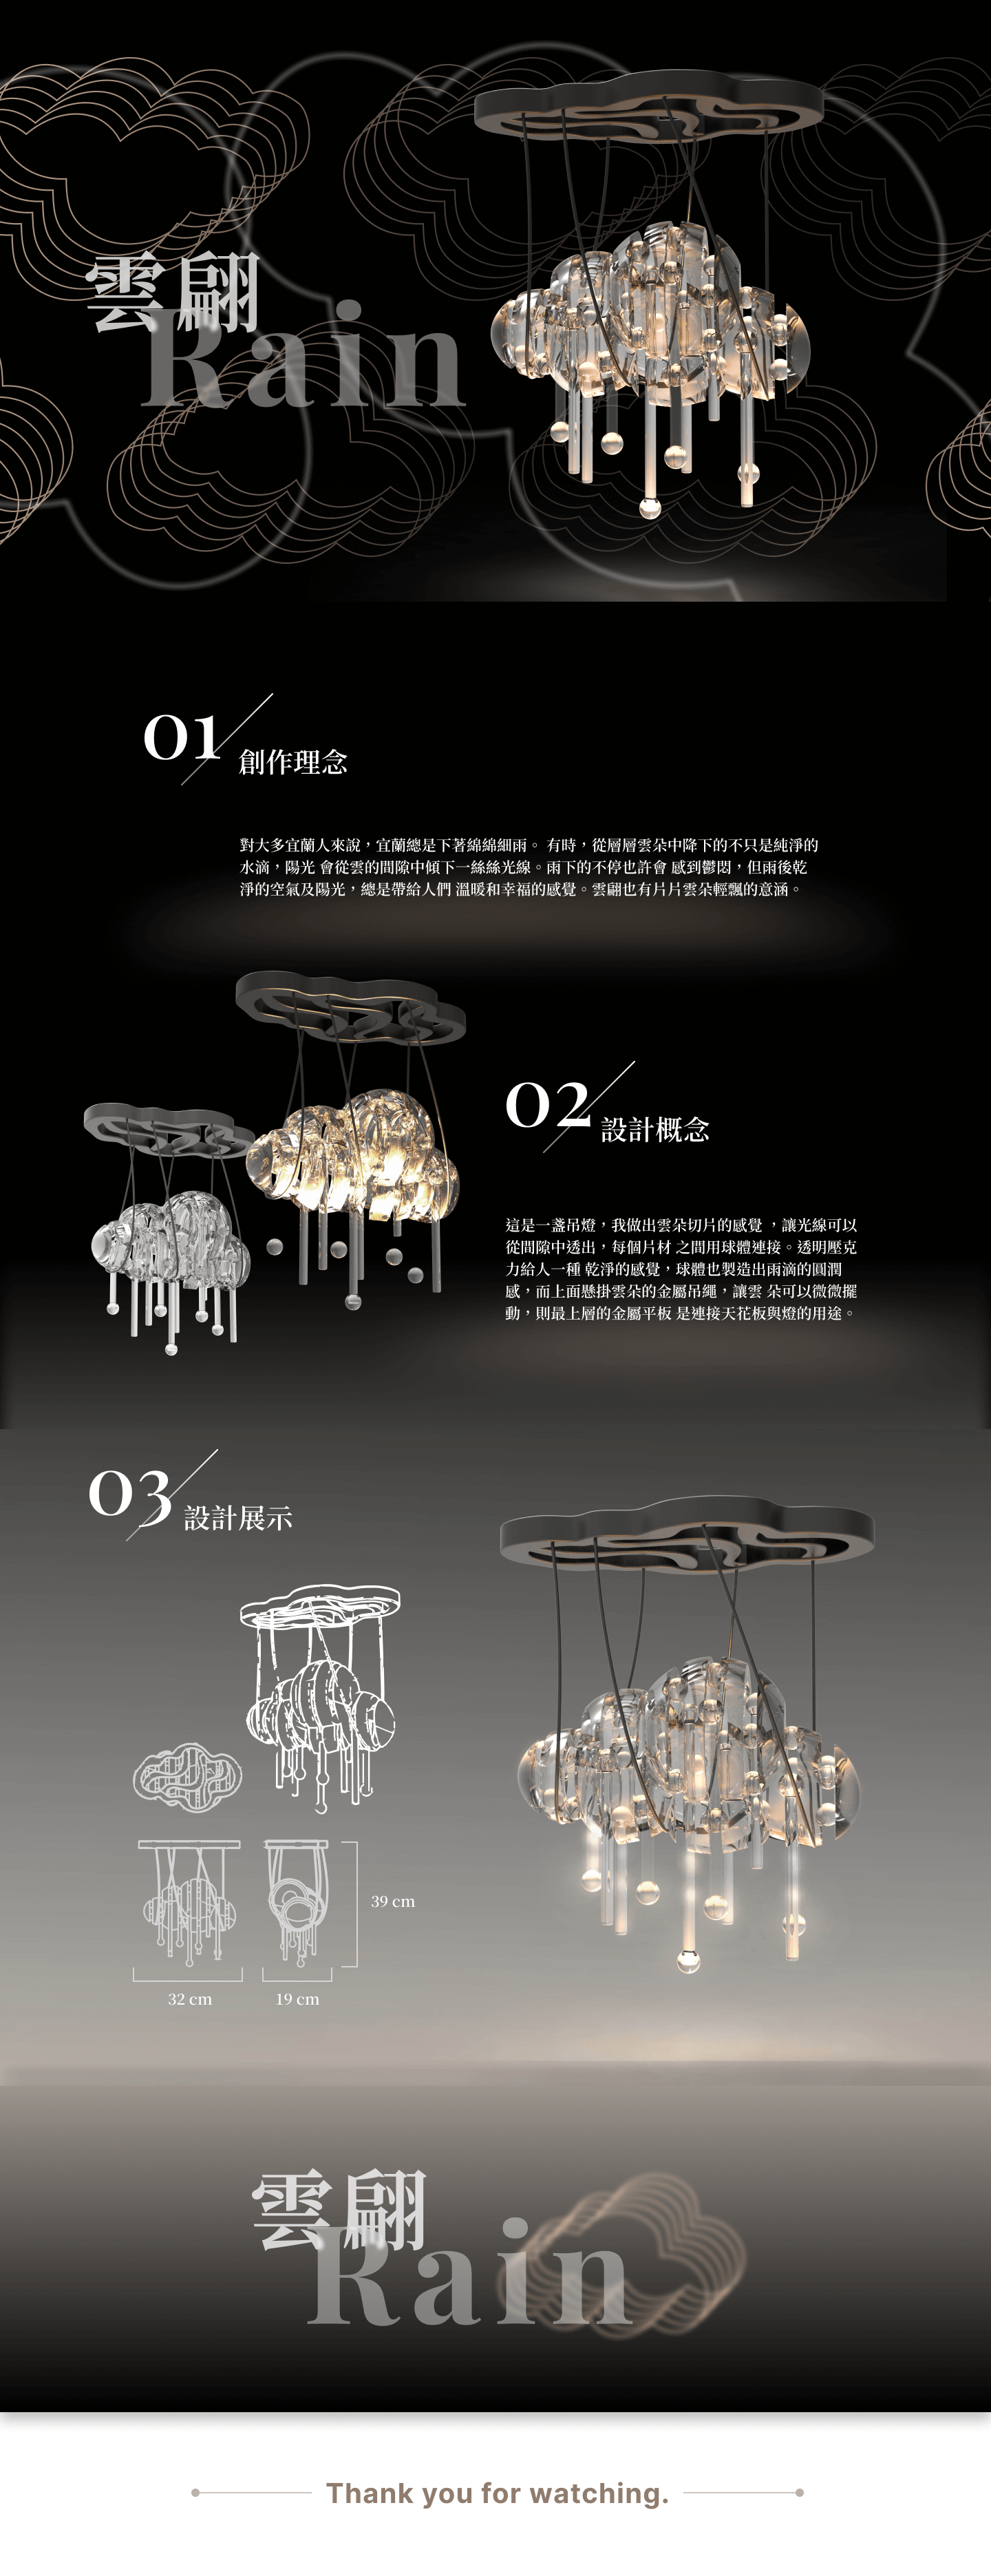 雲翩
Rain
01
創作理念
對大多宜蘭人來說，宜蘭總是下著綿綿細雨。 有時，從層層雲朵中降下的不只是純淨的
水滴，陽光 會從雲的間隙中傾下一絲絲光線。雨下的不停也許會 感到鬱悶，但雨後乾
淨的空氣及陽光，總是帶給人們 溫暖和幸福的感覺。雲翩也有片片雲朵輕飄的意涵。
02
設計概念
這是一盞吊燈，我做出雲朵切片的感覺 ，讓光線可以
從間隙中透出，每個片材 之間用球體連接。透明壓克
力給人一種 乾淨的感覺，球體也製造出雨滴的圓潤
感，而上面懸掛雲朵的金屬吊繩，讓雲 朵可以微微擺
動，則最上層的金屬平板 是連接天花板與燈的用途。
03
設計展示
39 cm
32 cm
19 cm
雲翩
Rain
Thank you for watching.